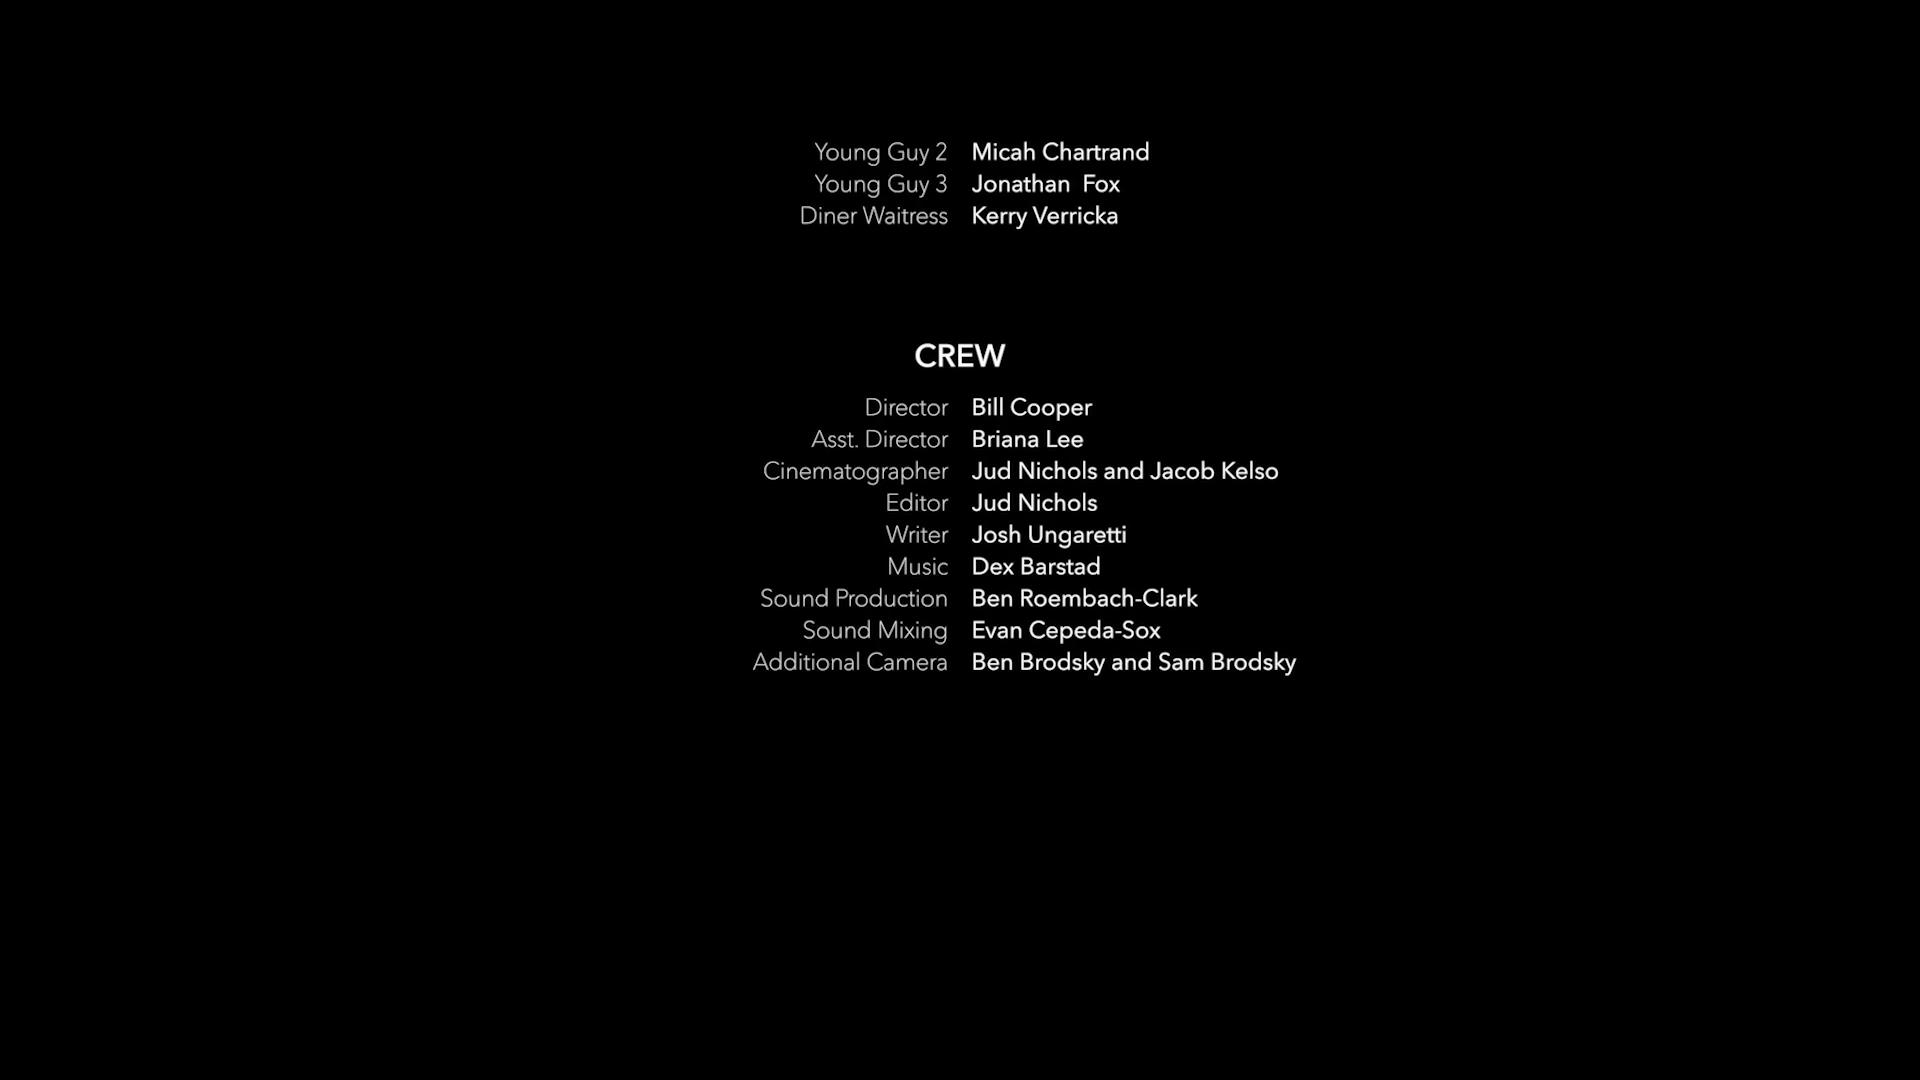 Young Guy 2 Micah Chartrand
Young Guy 3 Jonathan  Fox
Diner Waitress Kerry Verricka
CREW
Director Bill Cooper
Asst. Director Briana Lee
Cinematographer Jud Nichols and Jacob Kelso
Editor Jud Nichols
Writer Josh Ungaretti
Music Dex Barstad
Sound Production Ben Roembach-Clark
Sound Mixing Evan Cepeda-Sox
Additional Camera Ben Brodsky and Sam Brodsky